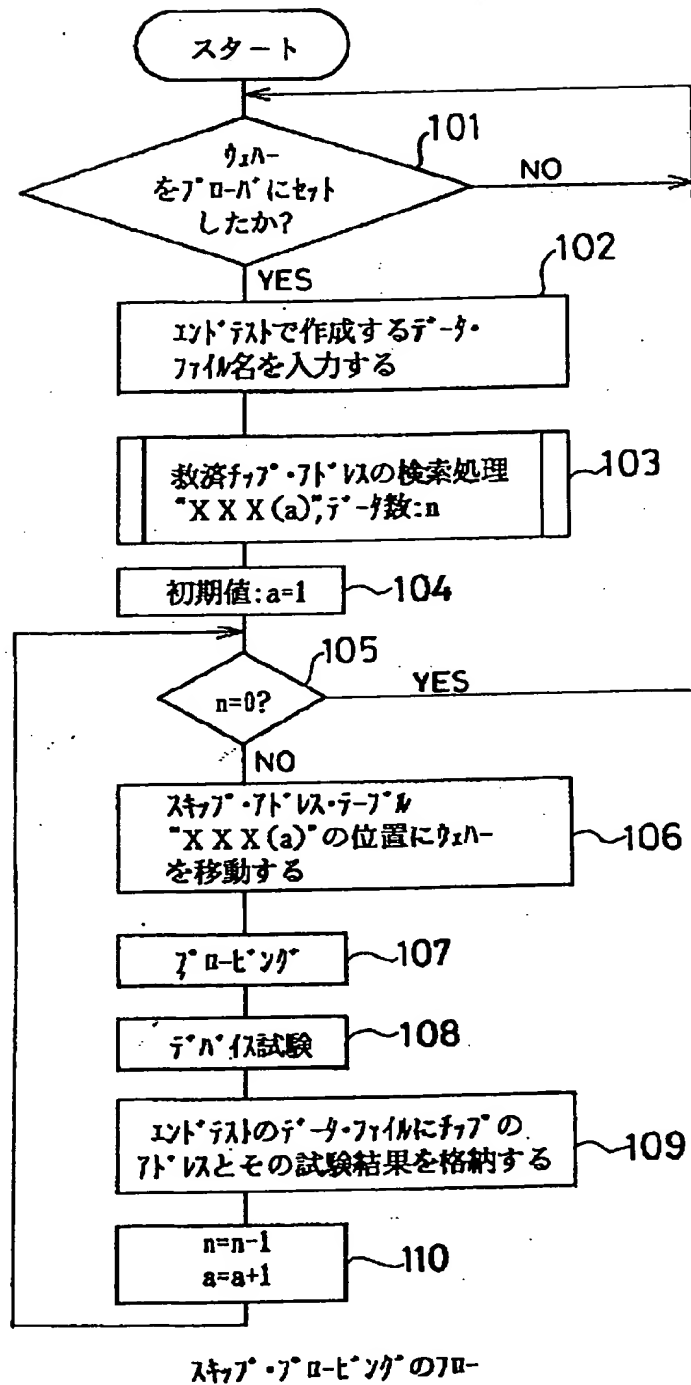 スタート
101
ウェハー
をプローバにセット
したか?
NO
YES
102
エンドテストで作成するデータ・
ファイル名を入力する
救済チップ・アドレスの検索処理
"XXX(a)",データ数:n
103
初期値:a=1
104
105
n=0?
YES
NO
スキップ・アドレス・テーブル
"XXX(a)"の位置にウェハー
を移動する
106
プロービング
107
デバイス試験
108
エンドテストのデータ・ファイルにチップの
アドレスとその試験結果を格納する
109
n=n-1
a=a+1
110
スキップ・プロービングのフロー